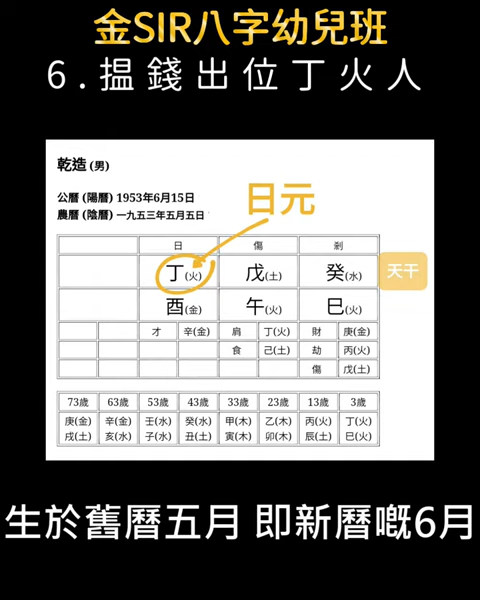 金SIR八字幼兒班
6.揾錢出位丁火人
乾造 (男)
公曆 (陽曆) 1953年6月15日
農曆 (陰曆) 一九五三年五月五日
日元
日 傷 剎
丁(火) 戊(土) 癸(水) 天干
酉(金) 午(火) 巳(火)
才 辛(金) 肩 丁(火) 財 庚(金)
食 己(土) 劫 丙(火)
傷 戊(土)
73歲 63歲 53歲 43歲 33歲 23歲 13歲 3歲
庚(金) 辛(金) 壬(水) 癸(水) 甲(木) 乙(木) 丙(火) 丁(火)
戌(土) 亥(水) 子(水) 丑(土) 寅(木) 卯(木) 辰(土) 巳(火)
生於舊曆五月 即新曆嘅6月